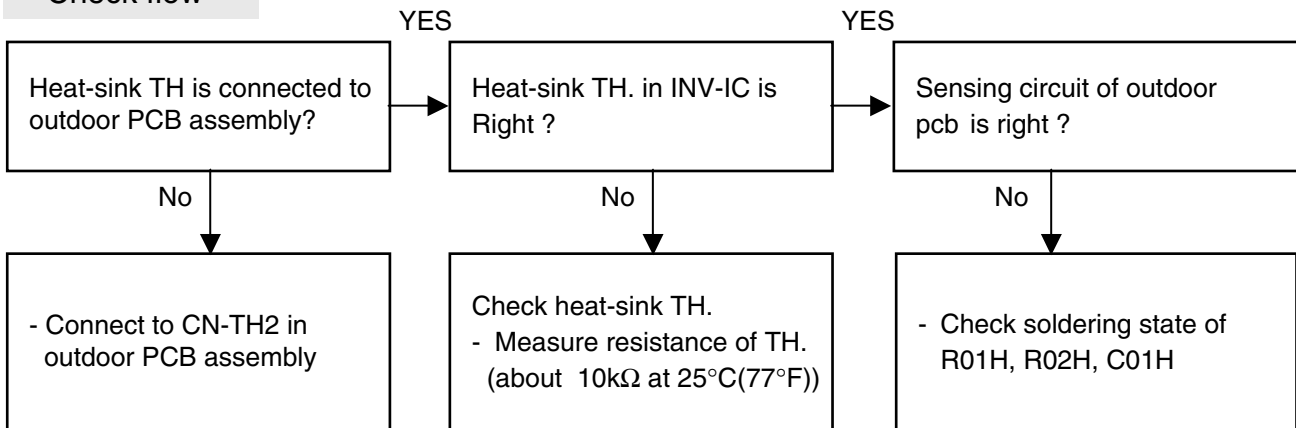 Check flow
YES
YES
Heat-sink TH is connected to
outdoor PCB assembly?
Heat-sink TH. in INV-IC is
Right ?
Sensing circuit of outdoor
pcb is right ?
No
No
No
- Connect to CN-TH2 in
outdoor PCB assembly
Check heat-sink TH.
- Measure resistance of TH.
(about 10kΩ at 25°C(77°F))
- Check soldering state of
R01H, R02H, C01H